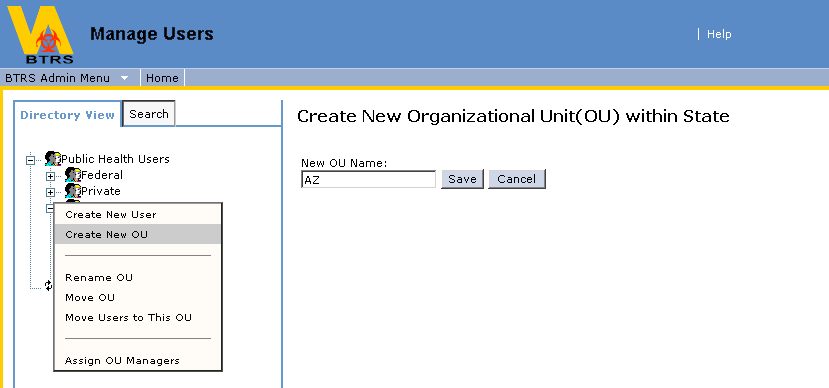 VA
BTRS
Manage Users
| Help
BTRS Admin Menu
Home
Directory View
Search
Public Health Users
Federal
Private
Create New User
Create New OU
Rename OU
Move OU
Move Users to This OU
Assign OU Managers
Create New Organizational Unit(OU) within State
New OU Name:
AZ
Save
Cancel